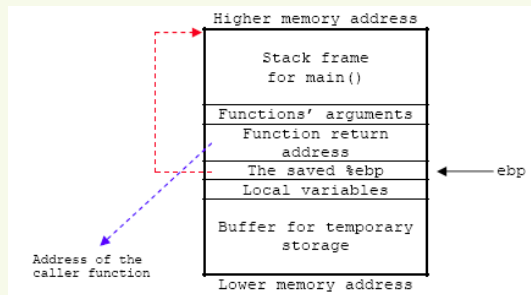 Higher memory address
Stack frame
for main()
Functions' arguments
Function return
address
The saved %ebp
ebp
Local variables
Buffer for temporary
storage
Address of the
caller function
Lower memory address